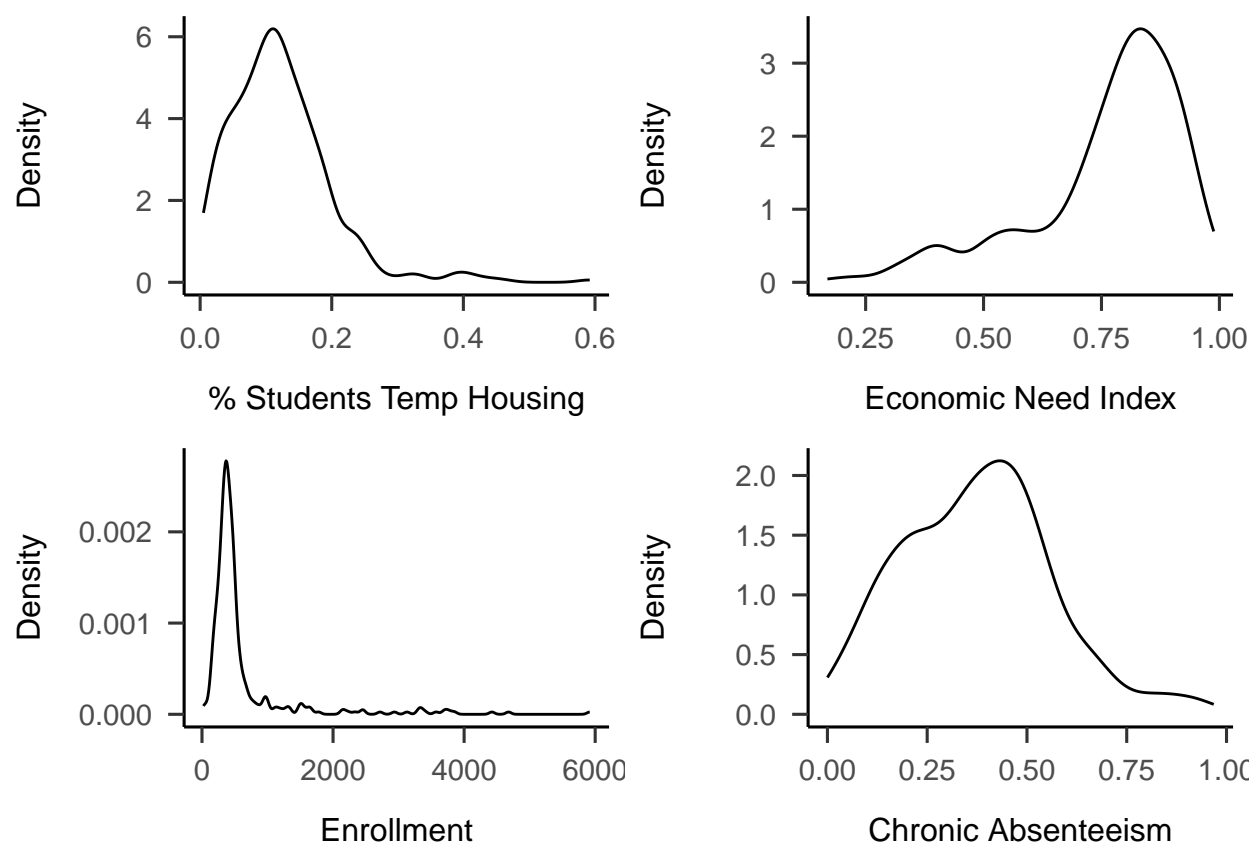 Density
6
4
2
0
0.0 0.2 0.4 0.6
% Students Temp Housing
Density
3
2
1
0
0.25 0.50 0.75 1.00
Economic Need Index
Density
0.002
0.001
0.000
0 2000 4000 6000
Enrollment
Density
2.0
1.5
1.0
0.5
0.0
0.00 0.25 0.50 0.75 1.00
Chronic Absenteeism